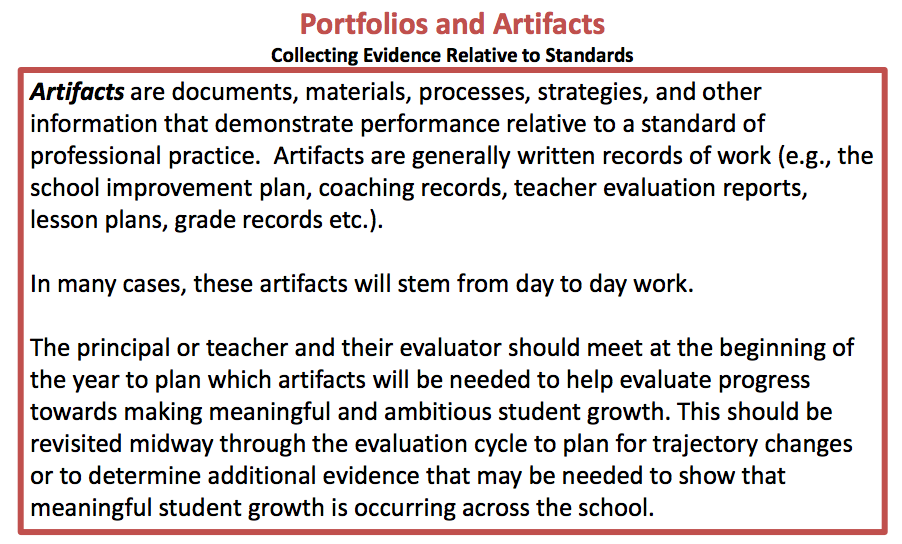 Portfolios and Artifacts
Collecting Evidence Relative to Standards
Artifacts are documents, materials, processes, strategies, and other
information that demonstrate performance relative to a standard of
professional practice.  Artifacts are generally written records of work (e.g., the
school improvement plan, coaching records, teacher evaluation reports,
lesson plans, grade records etc.).
In many cases, these artifacts will stem from day to day work.
The principal or teacher and their evaluator should meet at the beginning of
the year to plan which artifacts will be needed to help evaluate progress
towards making meaningful and ambitious student growth. This should be
revisited midway through the evaluation cycle to plan for trajectory changes
or to determine additional evidence that may be needed to show that
meaningful student growth is occurring across the school.